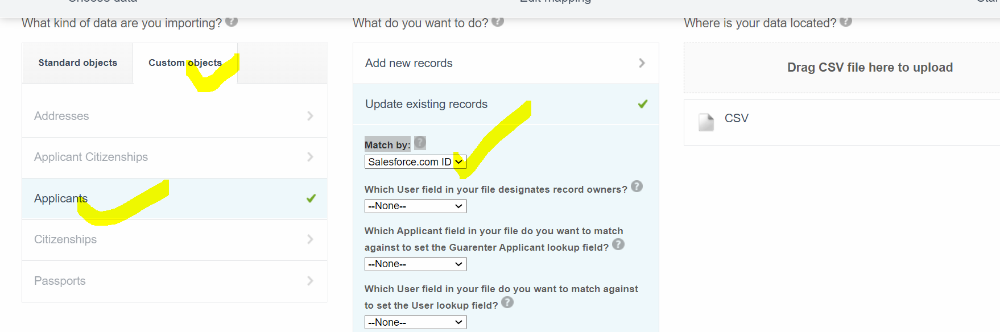 What kind of data are you importing? ?
Standard objects
Custom objects
Addresses
Applicant Citizenships
Applicants
Citizenships
Passports
Edit mapping
What do you want to do? ?
Add new records
Update existing records
Match by: ?
Salesforce.com ID
Which User field in your file designates record owners? ?
--None--
Which Applicant field in your file do you want to match
against to set the Guarenter Applicant lookup field? ?
--None--
Which User field in your file do you want to match against
to set the User lookup field? ?
--None--
Where is your data located? ?
Drag CSV file here to upload
CSV